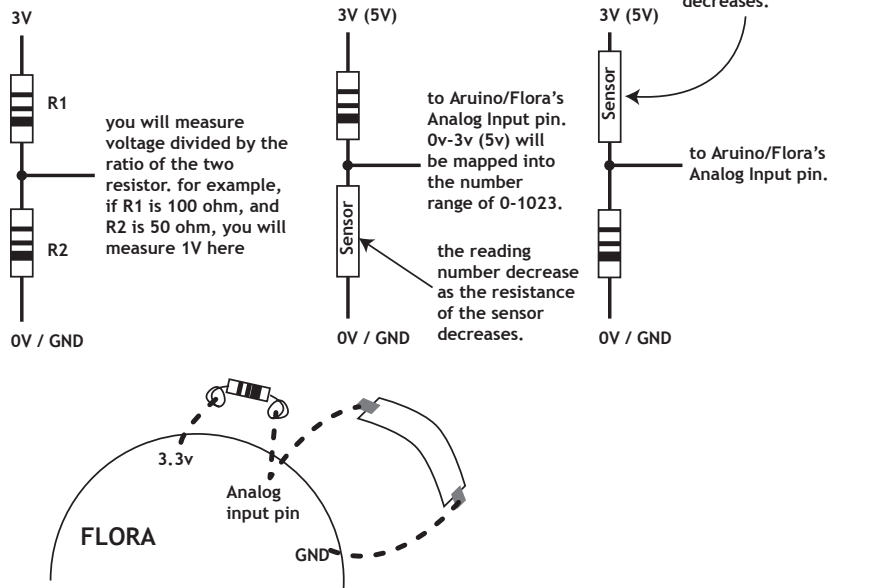 3V
R1
you will measure
voltage divided by the
ratio of the two
resistor. for example,
if R1 is 100 ohm, and
R2 is 50 ohm, you will
measure 1V here
R2
0V / GND
3V (5V)
to Aruino/Flora's
Analog Input pin.
0v-3v (5v) will
be mapped into
the number
range of 0-1023.
Sensor
the reading
number decrease
as the resistance
of the sensor
decreases.
0V / GND
decreases.
3V (5V)
Sensor
to Aruino/Flora's
Analog Input pin.
0V / GND
3.3v
Analog
input pin
FLORA
GND